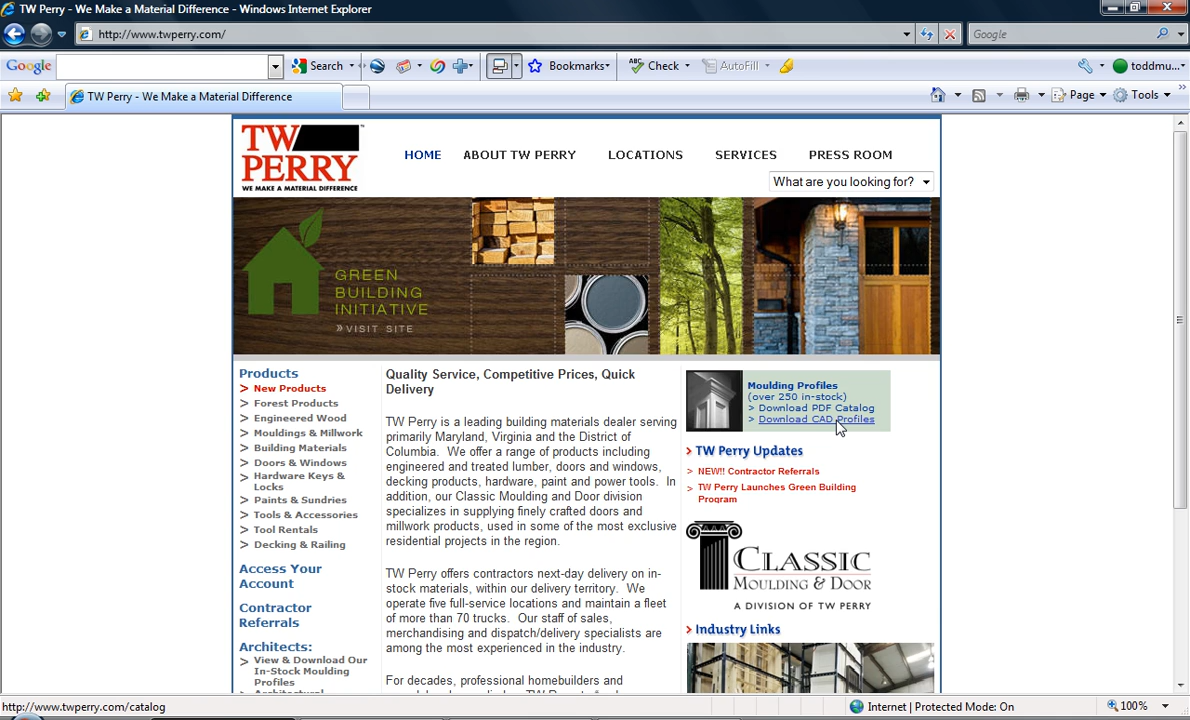 TW Perry - We Make a Material Difference - Windows Internet Explorer
http://www.twperry.com/
Google
Google
Search
Bookmarks
ABC
Check
AutoFill
toddmu...
TW Perry - We Make a Material Difference
Page
Tools
TW
PERRY
WE MAKE A MATERIAL DIFFERENCE
HOME
ABOUT TW PERRY
LOCATIONS
SERVICES
PRESS ROOM
What are you looking for?
GREEN
BUILDING
INITIATIVE
» VISIT SITE
Products
> New Products
> Forest Products
> Engineered Wood
> Mouldings & Millwork
> Building Materials
> Doors & Windows
> Hardware Keys &
Locks
> Paints & Sundries
> Tools & Accessories
> Tool Rentals
> Decking & Railing
Access Your
Account
Contractor
Referrals
Architects:
> View & Download Our
In-Stock Moulding
Profiles
Quality Service, Competitive Prices, Quick
Delivery
TW Perry is a leading building materials dealer serving
primarily Maryland, Virginia and the District of
Columbia. We offer a range of products including
engineered and treated lumber, doors and windows,
decking products, hardware, paint and power tools. In
addition, our Classic Moulding and Door division
specializes in supplying finely crafted doors and
millwork products, used in some of the most exclusive
residential projects in the region.
TW Perry offers contractors next-day delivery on in-
stock materials, within our delivery territory. We
operate five full-service locations and maintain a fleet
of more than 70 trucks. Our staff of sales,
merchandising and dispatch/delivery specialists are
among the most experienced in the industry.
For decades, professional homebuilders and
Moulding Profiles
(over 250 in-stock)
> Download PDF Catalog
> Download CAD Profiles
> TW Perry Updates
> NEW!! Contractor Referrals
> TW Perry Launches Green Building
Program
CLASSIC
MOULDING & DOOR
A DIVISION OF TW PERRY
> Industry Links
http://www.twperry.com/catalog
Internet | Protected Mode: On
100%